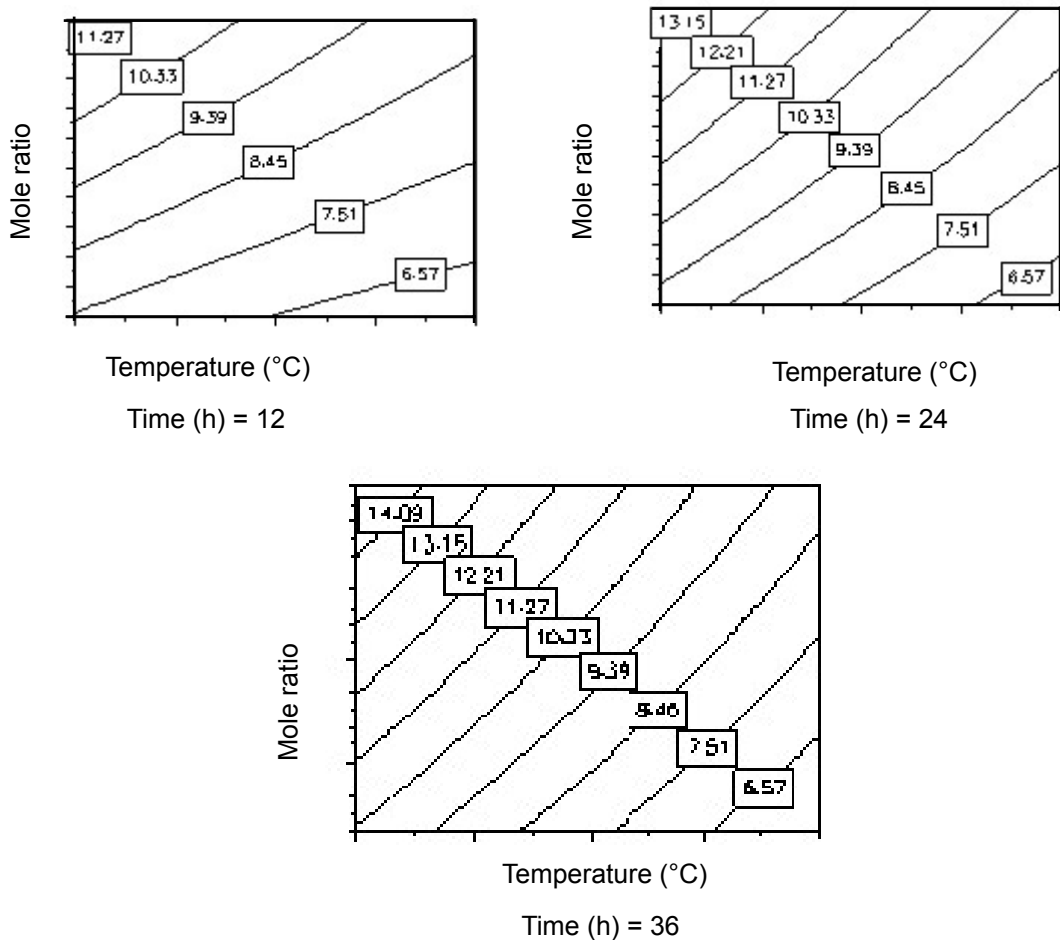 11.27
10.33
9.39
8.45
7.51
6.57
Mole ratio
Temperature (°C)
Time (h) = 12
13.15
12.21
11.27
10.33
9.39
8.45
7.51
6.57
Mole ratio
Temperature (°C)
Time (h) = 24
14.09
13.15
12.21
11.27
10.33
9.39
8.46
7.51
6.57
Mole ratio
Temperature (°C)
Time (h) = 36